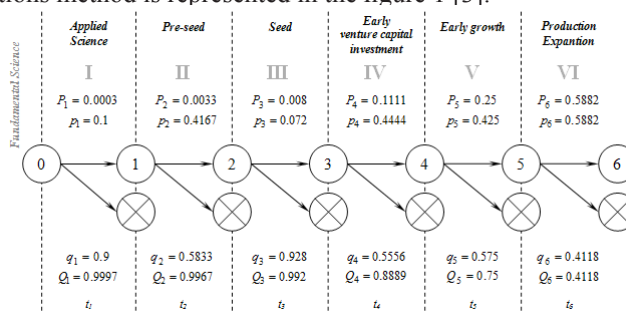 ons method is represented in the figure 1 [3].
Fundamental Science
Applied Science
Pre-seed
Seed
Early venture capital investment
Early growth
Production Expantion
I II III IV V VI
P1 = 0.0003 P2 = 0.0033 P3 = 0.008 P4 = 0.1111 P5 = 0.25 P6 = 0.5882
p1 = 0.1 p2 = 0.4167 p3 = 0.072 p4 = 0.4444 p5 = 0.425 p6 = 0.5882
0 1 2 3 4 5 6
q1 = 0.9 q2 = 0.5833 q3 = 0.928 q4 = 0.5556 q5 = 0.575 q6 = 0.4118
Q1 = 0.9997 Q2 = 0.9967 Q3 = 0.992 Q4 = 0.8889 Q5 = 0.75 Q6 = 0.4118
t1 t2 t3 t4 t5 t6